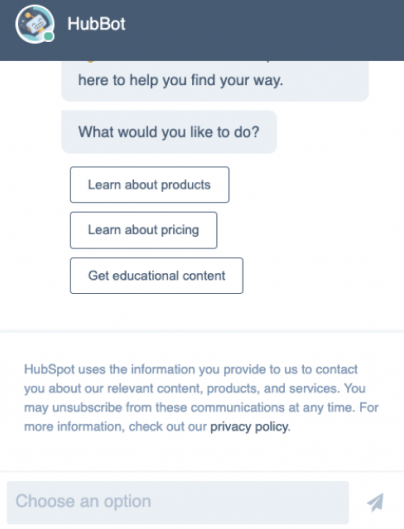 HubBot
here to help you find your way.
What would you like to do?
Learn about products
Learn about pricing
Get educational content
HubSpot uses the information you provide to us to contact
you about our relevant content, products, and services. You
may unsubscribe from these communications at any time. For
more information, check out our privacy policy.
Choose an option